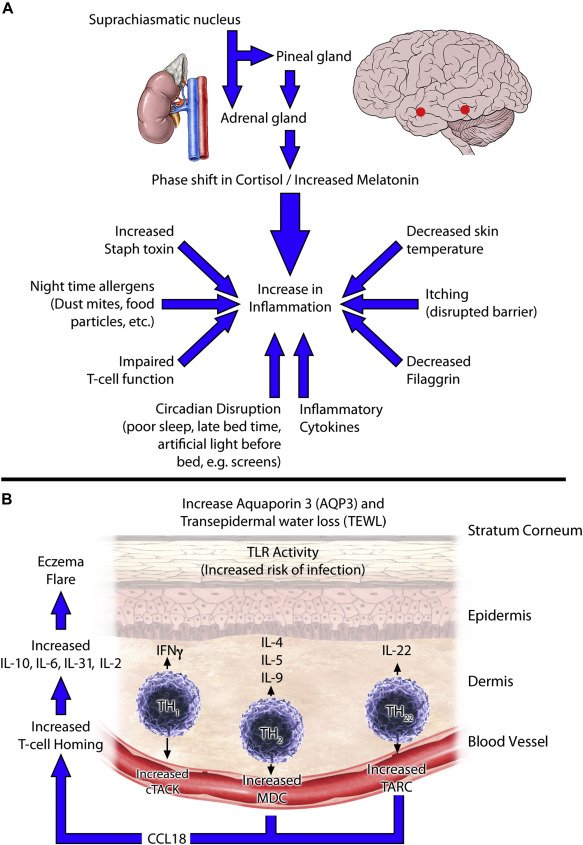 A
Suprachiasmatic nucleus
Pineal gland
Adrenal gland
Phase shift in Cortisol / Increased Melatonin
Increased
Staph toxin
Decreased skin
temperature
Night time allergens
(Dust mites, food
particles, etc.)
Increase in
Inflammation
Itching
(disrupted barrier)
Impaired
T-cell function
Decreased
Filaggrin
Circadian Disruption
(poor sleep, late bed time,
artificial light before
bed, e.g. screens)
Inflammatory
Cytokines
B
Increase Aquaporin 3 (AQP3) and
Transepidermal water loss (TEWL)
Stratum Corneum
TLR Activity
(Increased risk of infection)
Eczema
Flare
Epidermis
Increased
IL-10, IL-6, IL-31, IL-2
IFNγ
IL-4
IL-5
IL-9
IL-22
Dermis
TH1
TH2
TH22
Increased
T-cell Homing
Blood Vessel
Increased
cTACK
Increased
MDC
Increased
TARC
CCL18